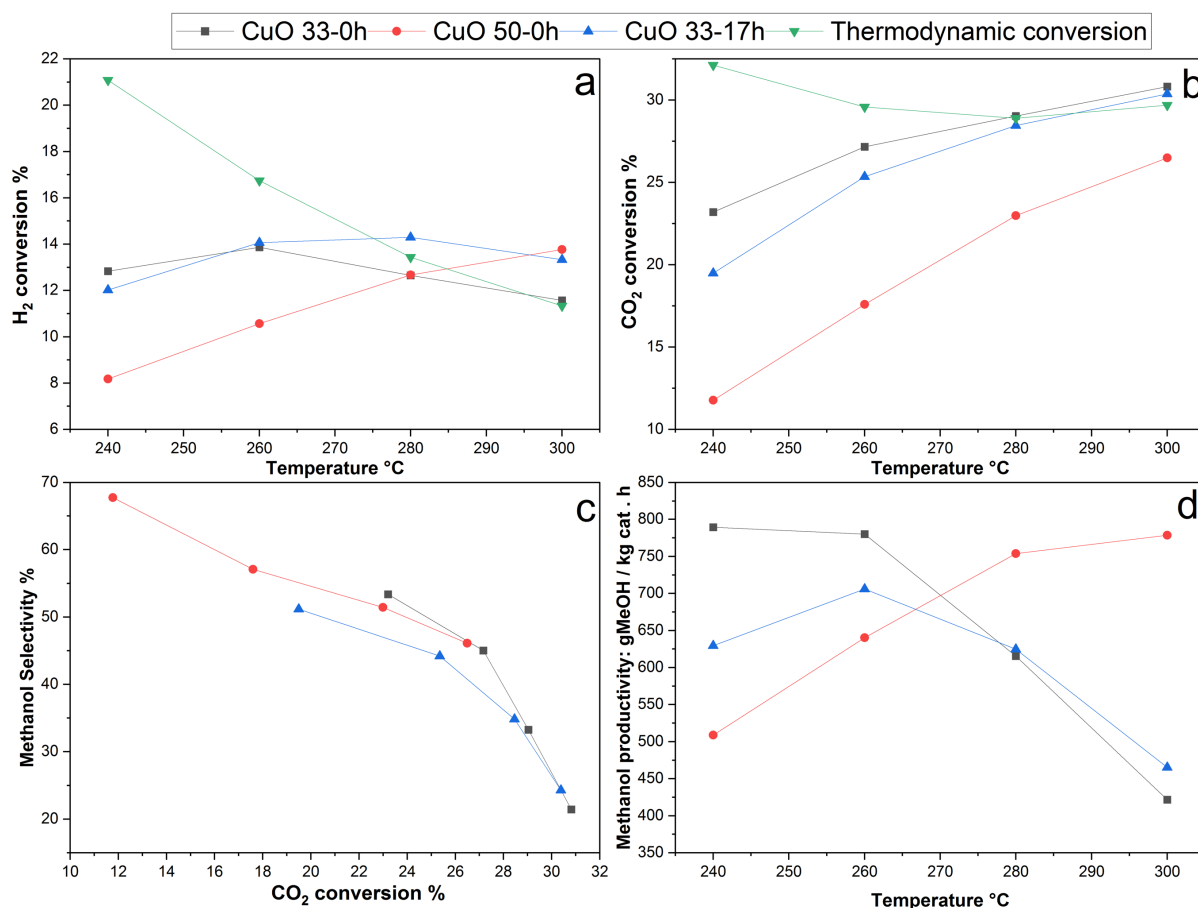 CuO 33-0h CuO 50-0h CuO 33-17h Thermodynamic conversion
a
H₂ conversion %
22
20
18
16
14
12
10
8
6
240 250 260 270 280 290 300
Temperature °C
b
CO₂ conversion %
30
25
20
15
10
240 250 260 270 280 290 300
Temperature °C
c
Methanol Selectivity %
70
60
50
40
30
20
10 12 14 16 18 20 22 24 26 28 30 32
CO₂ conversion %
d
Methanol productivity: gMeOH / kg cat . h
850
800
750
700
650
600
550
500
450
400
350
240 250 260 270 280 290 300
Temperature °C